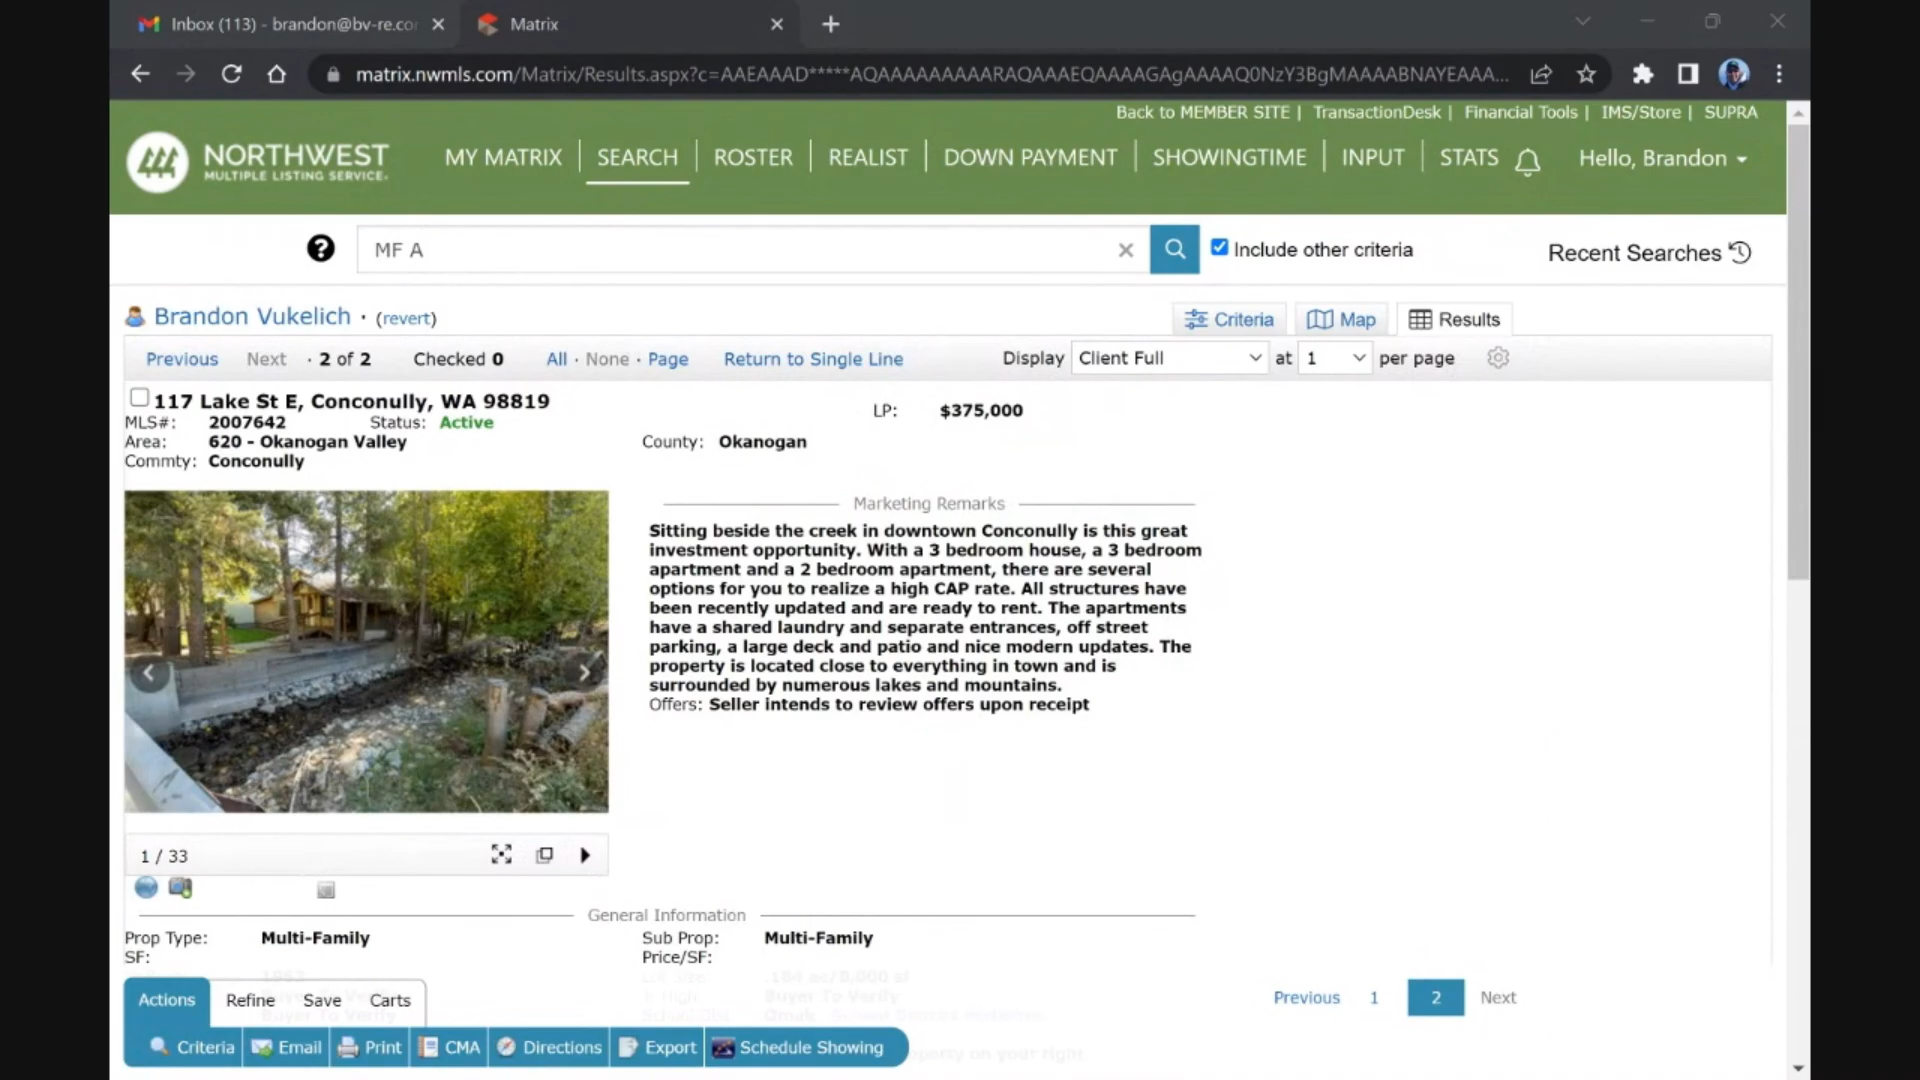 Inbox (113) - brandon@bv-re.co
Matrix
matrix.nwmls.com/Matrix/Results.aspx?c=AAEAAAD*****AQAAAAAAAAARAQAAAEQAAAAGAgAAAAQ0NzY3BgMAAAABNAYEAAA...
Back to MEMBER SITE | TransactionDesk | Financial Tools | IMS/Store | SUPRA
NORTHWEST
MULTIPLE LISTING SERVICE
MY MATRIX SEARCH ROSTER REALIST DOWN PAYMENT SHOWINGTIME INPUT STATS Hello, Brandon
MF A
Include other criteria
Recent Searches
Brandon Vukelich · (revert)
Criteria Map Results
Previous Next · 2 of 2 Checked 0 All · None · Page Return to Single Line Display Client Full at 1 per page
117 Lake St E, Conconully, WA 98819
LP: $375,000
MLS#: 2007642 Status: Active
Area: 620 - Okanogan Valley County: Okanogan
Commty: Conconully
Marketing Remarks
Sitting beside the creek in downtown Conconully is this great
investment opportunity. With a 3 bedroom house, a 3 bedroom
apartment and a 2 bedroom apartment, there are several
options for you to realize a high CAP rate. All structures have
been recently updated and are ready to rent. The apartments
have a shared laundry and separate entrances, off street
parking, a large deck and patio and nice modern updates. The
property is located close to everything in town and is
surrounded by numerous lakes and mountains.
Offers: Seller intends to review offers upon receipt
1 / 33
General Information
Prop Type: Multi-Family Sub Prop: Multi-Family
SF: Price/SF:
Buyer To Verify
Actions Refine Save Carts
Previous 1 2 Next
Criteria Email Print CMA Directions Export Schedule Showing
property on your right.